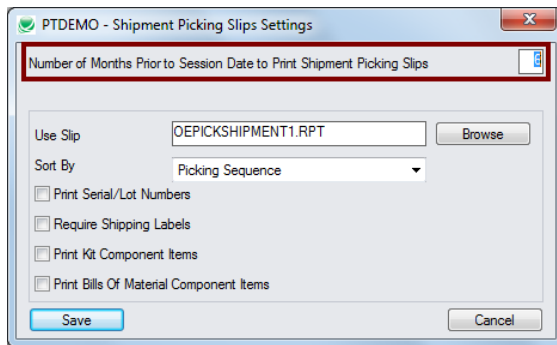 PTDEMO - Shipment Picking Slips Settings
Number of Months Prior to Session Date to Print Shipment Picking Slips
Use Slip OEPICKSHIPMENT1.RPT Browse
Sort By Picking Sequence
Print Serial/Lot Numbers
Require Shipping Labels
Print Kit Component Items
Print Bills Of Material Component Items
Save Cancel